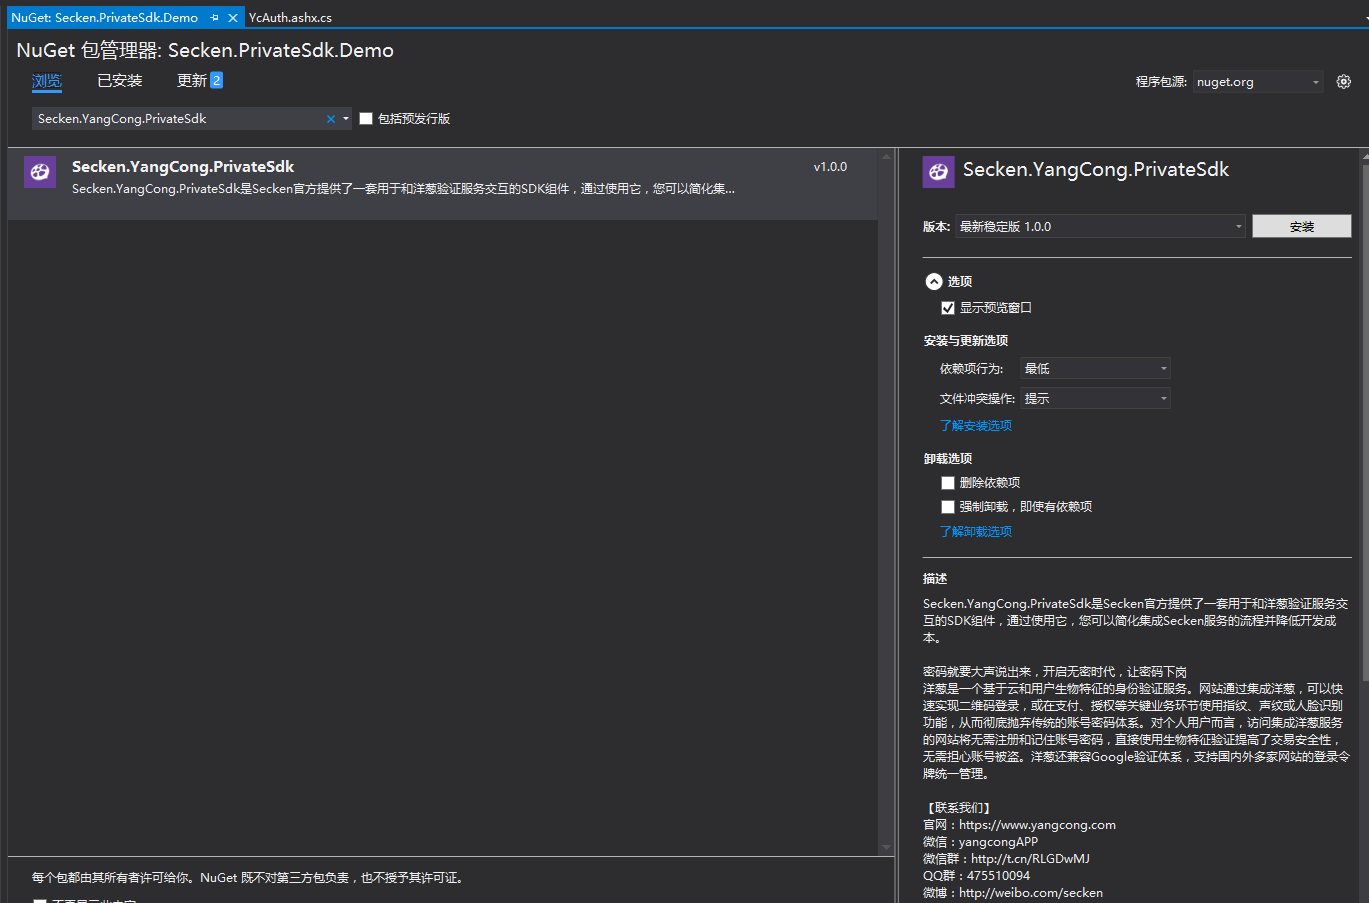 NuGet: Secken.PrivateSdk.Demo
YcAuth.ashx.cs
NuGet 包管理器: Secken.PrivateSdk.Demo
浏览 已安装 更新 2
程序包源: nuget.org
Secken.YangCong.PrivateSdk
包括预发行版
Secken.YangCong.PrivateSdk v1.0.0
Secken.YangCong.PrivateSdk是Secken官方提供了一套用于和洋葱验证服务交互的SDK组件，通过使用它，您可以简化集...
每个包都由其所有者许可给你。NuGet 既不对第三方包负责，也不授予其许可证。
Secken.YangCong.PrivateSdk
版本: 最新稳定版 1.0.0 安装
选项
显示预览窗口
安装与更新选项
依赖项行为: 最低
文件冲突操作: 提示
了解安装选项
卸载选项
删除依赖项
强制卸载，即使有依赖项
了解卸载选项
描述
Secken.YangCong.PrivateSdk是Secken官方提供了一套用于和洋葱验证服务交
互的SDK组件，通过使用它，您可以简化集成Secken服务的流程并降低开发成
本。
密码就要大声说出来，开启无密时代，让密码下岗
洋葱是一个基于云和用户生物特征的身份验证服务。网站通过集成洋葱，可以快
速实现二维码登录，或在支付、授权等关键业务环节使用指纹、声纹或人脸识别
功能，从而彻底抛弃传统的账号密码体系。对个人用户而言，访问集成洋葱服务
的网站将无需注册和记住账号密码，直接使用生物特征验证提高了交易安全性，
无需担心账号被盗。洋葱还兼容Google验证体系，支持国内外多家网站的登录令
牌统一管理。
【联系我们】
官网：https://www.yangcong.com
微信：yangcongAPP
微信群：http://t.cn/RLGDwMJ
QQ群：475510094
微博：http://weibo.com/secken